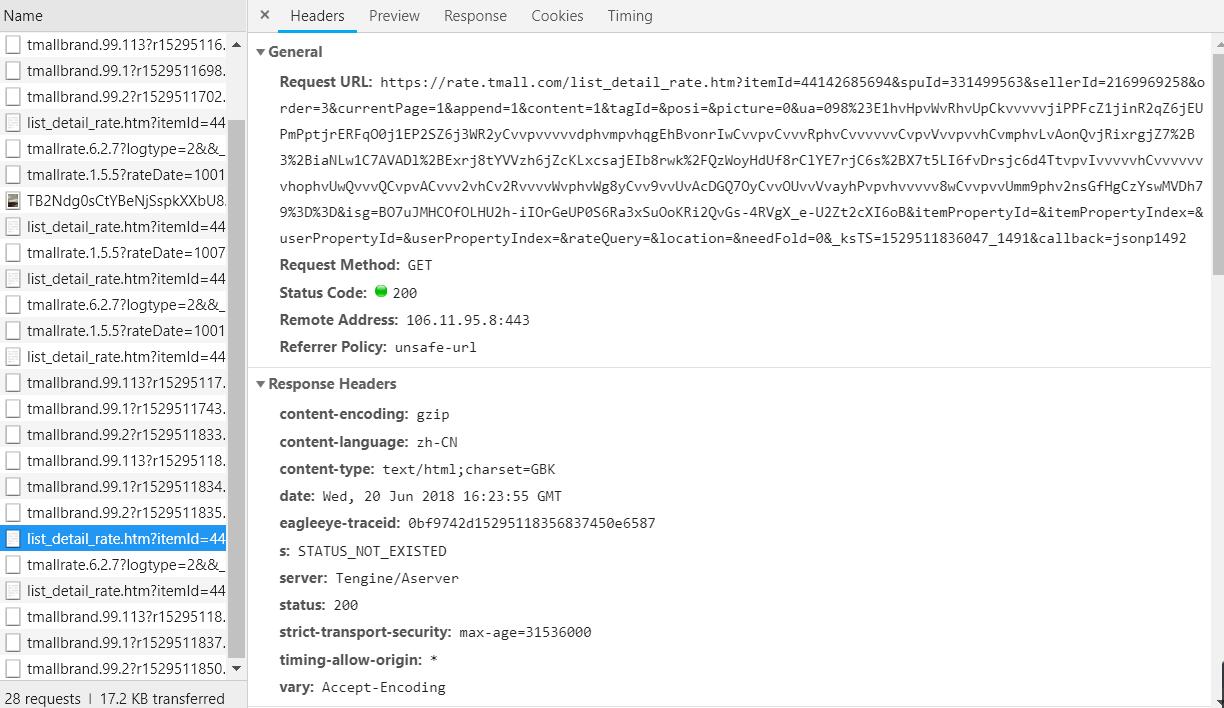 Name
tmallbrand.99.113?r15295116.
tmallbrand.99.1?r1529511698.
tmallbrand.99.2?r1529511702.
list_detail_rate.htm?itemId=44
tmallrate.6.2.7?logtype=2&&_
tmallrate.1.5.5?rateDate=1001
TB2Ndg0sCtYBeNjSspkXXbU8.
list_detail_rate.htm?itemId=44
tmallrate.1.5.5?rateDate=1007
list_detail_rate.htm?itemId=44
tmallrate.6.2.7?logtype=2&&_
tmallrate.1.5.5?rateDate=1001
list_detail_rate.htm?itemId=44
tmallbrand.99.113?r15295117.
tmallbrand.99.1?r1529511743.
tmallbrand.99.2?r1529511833.
tmallbrand.99.113?r15295118.
tmallbrand.99.1?r1529511834.
tmallbrand.99.2?r1529511835.
list_detail_rate.htm?itemId=44
tmallrate.6.2.7?logtype=2&&_
list_detail_rate.htm?itemId=44
tmallbrand.99.113?r15295118.
tmallbrand.99.1?r1529511837.
tmallbrand.99.2?r1529511850.
28 requests | 17.2 KB transferred
× Headers Preview Response Cookies Timing
General
Request URL: https://rate.tmall.com/list_detail_rate.htm?itemId=44142685694&spuId=331499563&sellerId=2169969258&o
rder=3&currentPage=1&append=1&content=1&tagId=&posi=&picture=0&ua=098%23E1hvHpvWvRhvUpCkvvvvvjiPPFcZ1jinR2qZ6jEU
PmPptjrERFqO0j1EP2SZ6j3WR2yCvvpvvvvvdphvmpvhqgEhBvonrIwCvvpvCvvvRphvCvvvvvvCvpvVvvpvvhCvmphvLvAonQvjRixrgjZ7%2B
3%2BiaNLw1C7AVADl%2BExrj8tYVVzh6jZcKLxcsajEIb8rwk%2FQzWoyHdUf8rClYE7rjC6s%2BX7t5LI6fvDrsjc6d4TtvpvIvvvvvhCvvvvvv
vhophvUwQvvvQCvpvACvvv2vhCv2RvvvvWvphvWg8yCvv9vvUvAcDGQ7OyCvvOUvvVvayhPvpvhvvvvv8wCvvpvvUmm9phv2nsGfHgCzYswMVDh7
9%3D%3D&isg=BO7uJMHCOfOLHU2h-iIOrGeUP0S6Ra3xSuOoKRi2QvGs-4RVgX_e-U2Zt2cXI6oB&itemPropertyId=&itemPropertyIndex=&
userPropertyId=&userPropertyIndex=&rateQuery=&location=&needFold=0&_ksTS=1529511836047_1491&callback=jsonp1492
Request Method: GET
Status Code: 200
Remote Address: 106.11.95.8:443
Referrer Policy: unsafe-url
Response Headers
content-encoding: gzip
content-language: zh-CN
content-type: text/html;charset=GBK
date: Wed, 20 Jun 2018 16:23:55 GMT
eagleeye-traceid: 0bf9742d15295118356837450e6587
s: STATUS_NOT_EXISTED
server: Tengine/Aserver
status: 200
strict-transport-security: max-age=31536000
timing-allow-origin: *
vary: Accept-Encoding